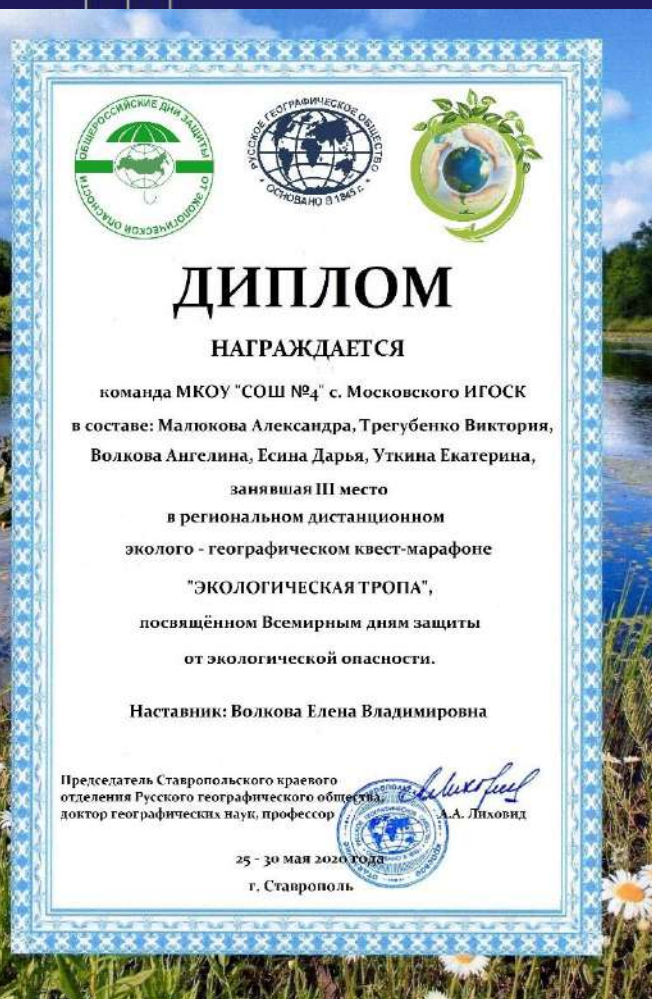 ОБЩЕРОССИЙСКИЕ ДНИ ЗАЩИТЫ
ОТ ЭКОЛОГИЧЕСКОЙ ОПАСНОСТИ
РУССКОЕ ГЕОГРАФИЧЕСКОЕ ОБЩЕСТВО
ОСНОВАНО В 1845 г.
ДИПЛОМ
НАГРАЖДАЕТСЯ
команда МКОУ "СОШ №4" с. Московского ИГОСК
в составе: Малюкова Александра, Трегубенко Виктория,
Волкова Ангелина, Есина Дарья, Уткина Екатерина,
занявшая III место
в региональном дистанционном
эколого - географическом квест-марафоне
"ЭКОЛОГИЧЕСКАЯ ТРОПА",
посвящённом Всемирным дням защиты
от экологической опасности.
Наставник: Волкова Елена Владимировна
Председатель Ставропольского краевого
отделения Русского географического общества,
доктор географических наук, профессор А.А. Лиховид
25 - 30 мая 2020 года
г. Ставрополь